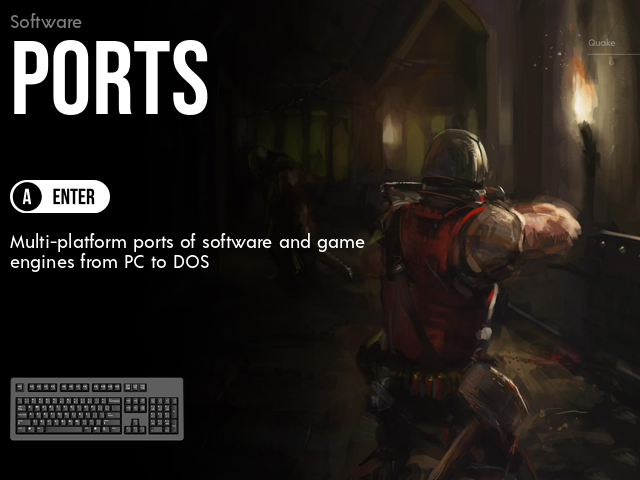 Software
PORTS
Quake
A ENTER
Multi-platform ports of software and game
engines from PC to DOS